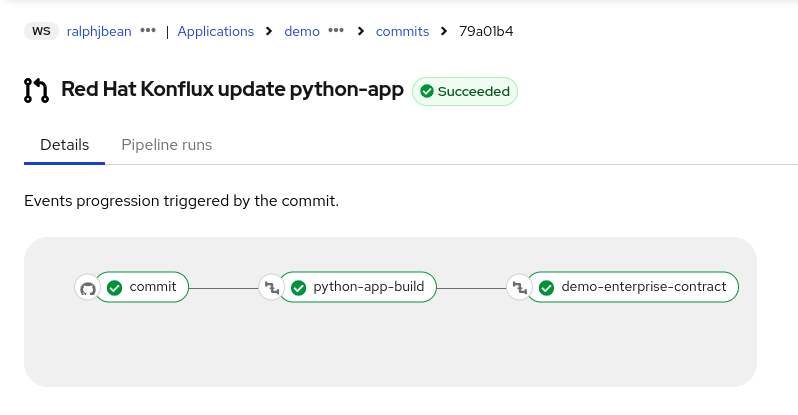 WS ralphjbean ••• | Applications > demo ••• > commits > 79a01b4
Red Hat Konflux update python-app Succeeded
Details Pipeline runs
Events progression triggered by the commit.
commit python-app-build demo-enterprise-contract